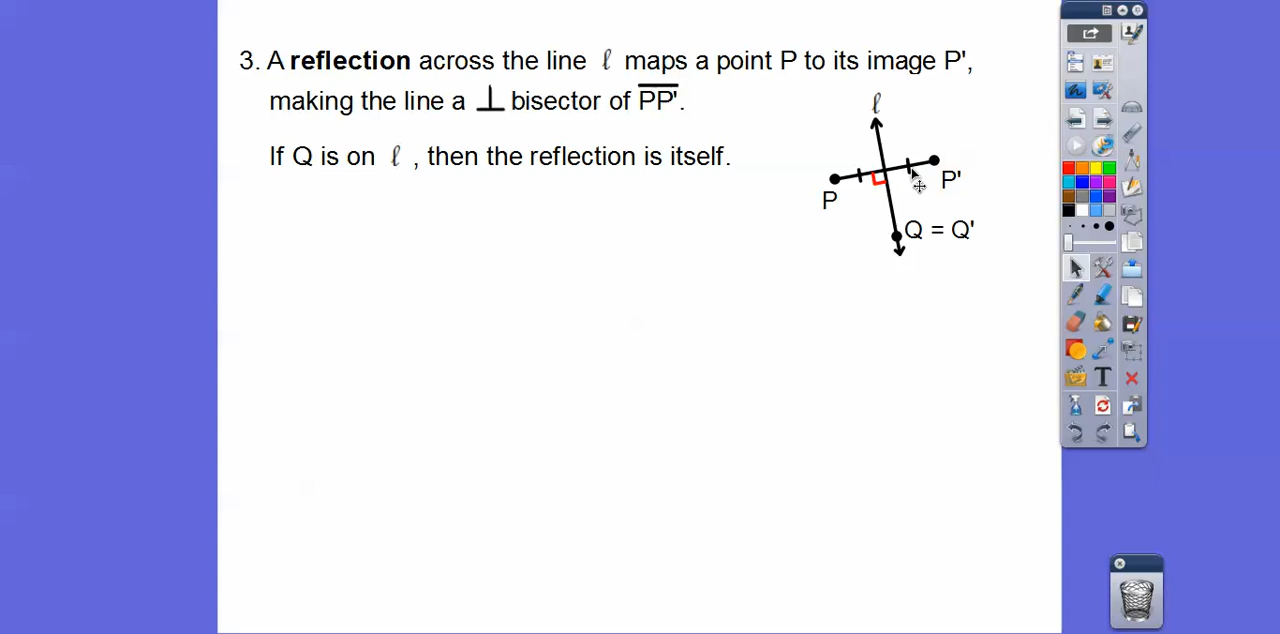 3. A reflection across the line ℓ maps a point P to its image P',
making the line a ⊥ bisector of P̅P̅'̅.
If Q is on ℓ , then the reflection is itself.
ℓ
P'
P
Q = Q'
T